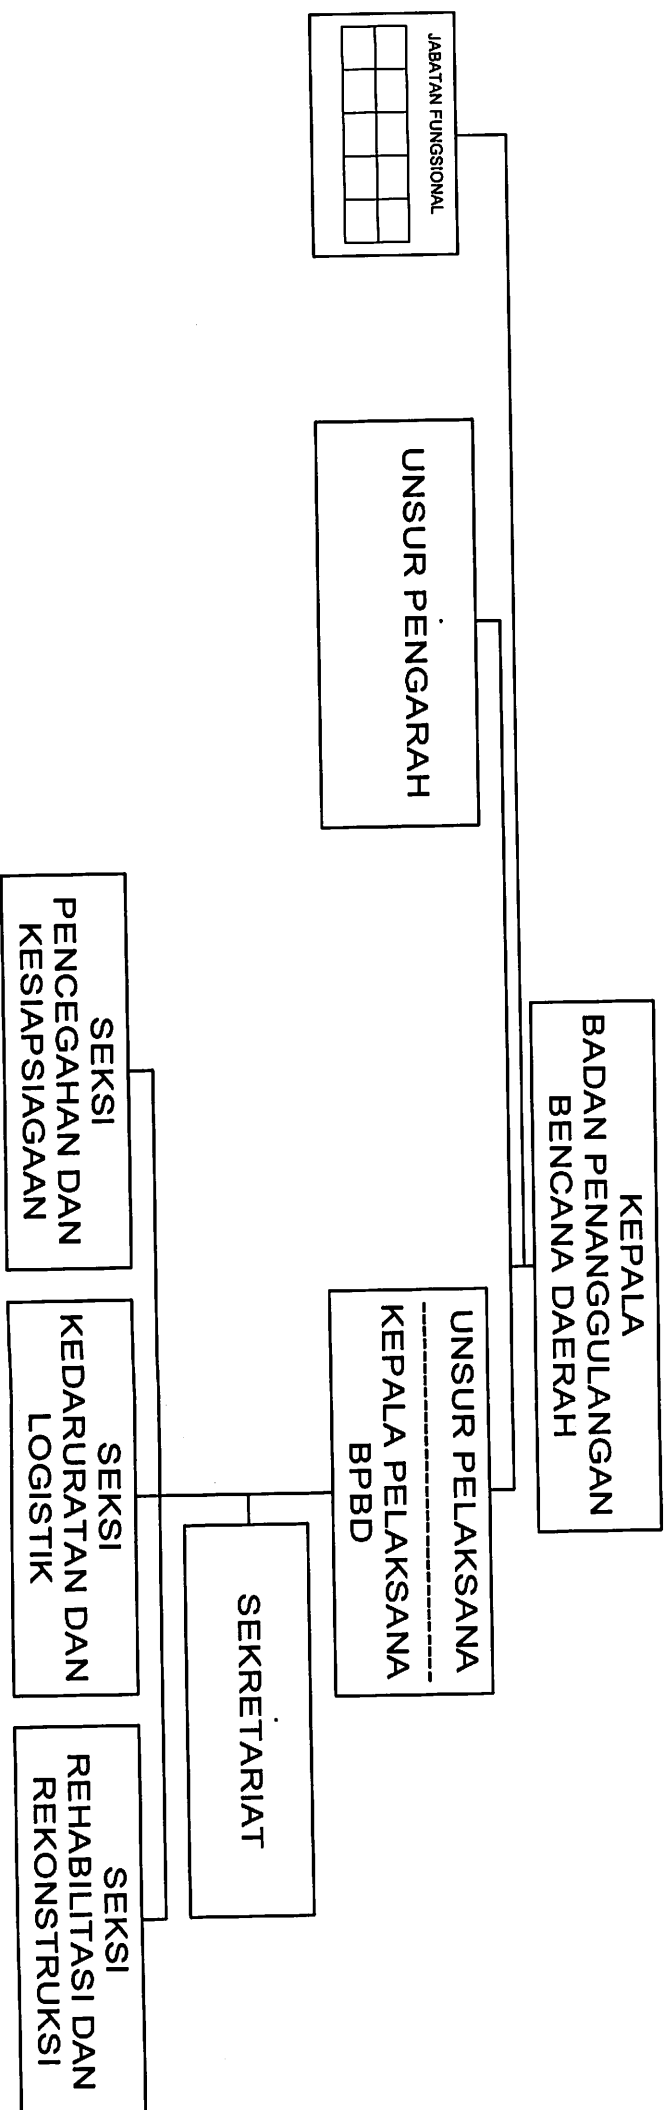 KEPALA
BADAN PENANGGULANGAN
BENCANA DAERAH
JABATAN FUNGSIONAL
UNSUR PENGARAH
UNSUR PELAKSANA
KEPALA PELAKSANA
BPBD
SEKRETARIAT
SEKSI
PENCEGAHAN DAN
KESIAPSIAGAAN
SEKSI
KEDARURATAN DAN
LOGISTIK
SEKSI
REHABILITASI DAN
REKONSTRUKSI